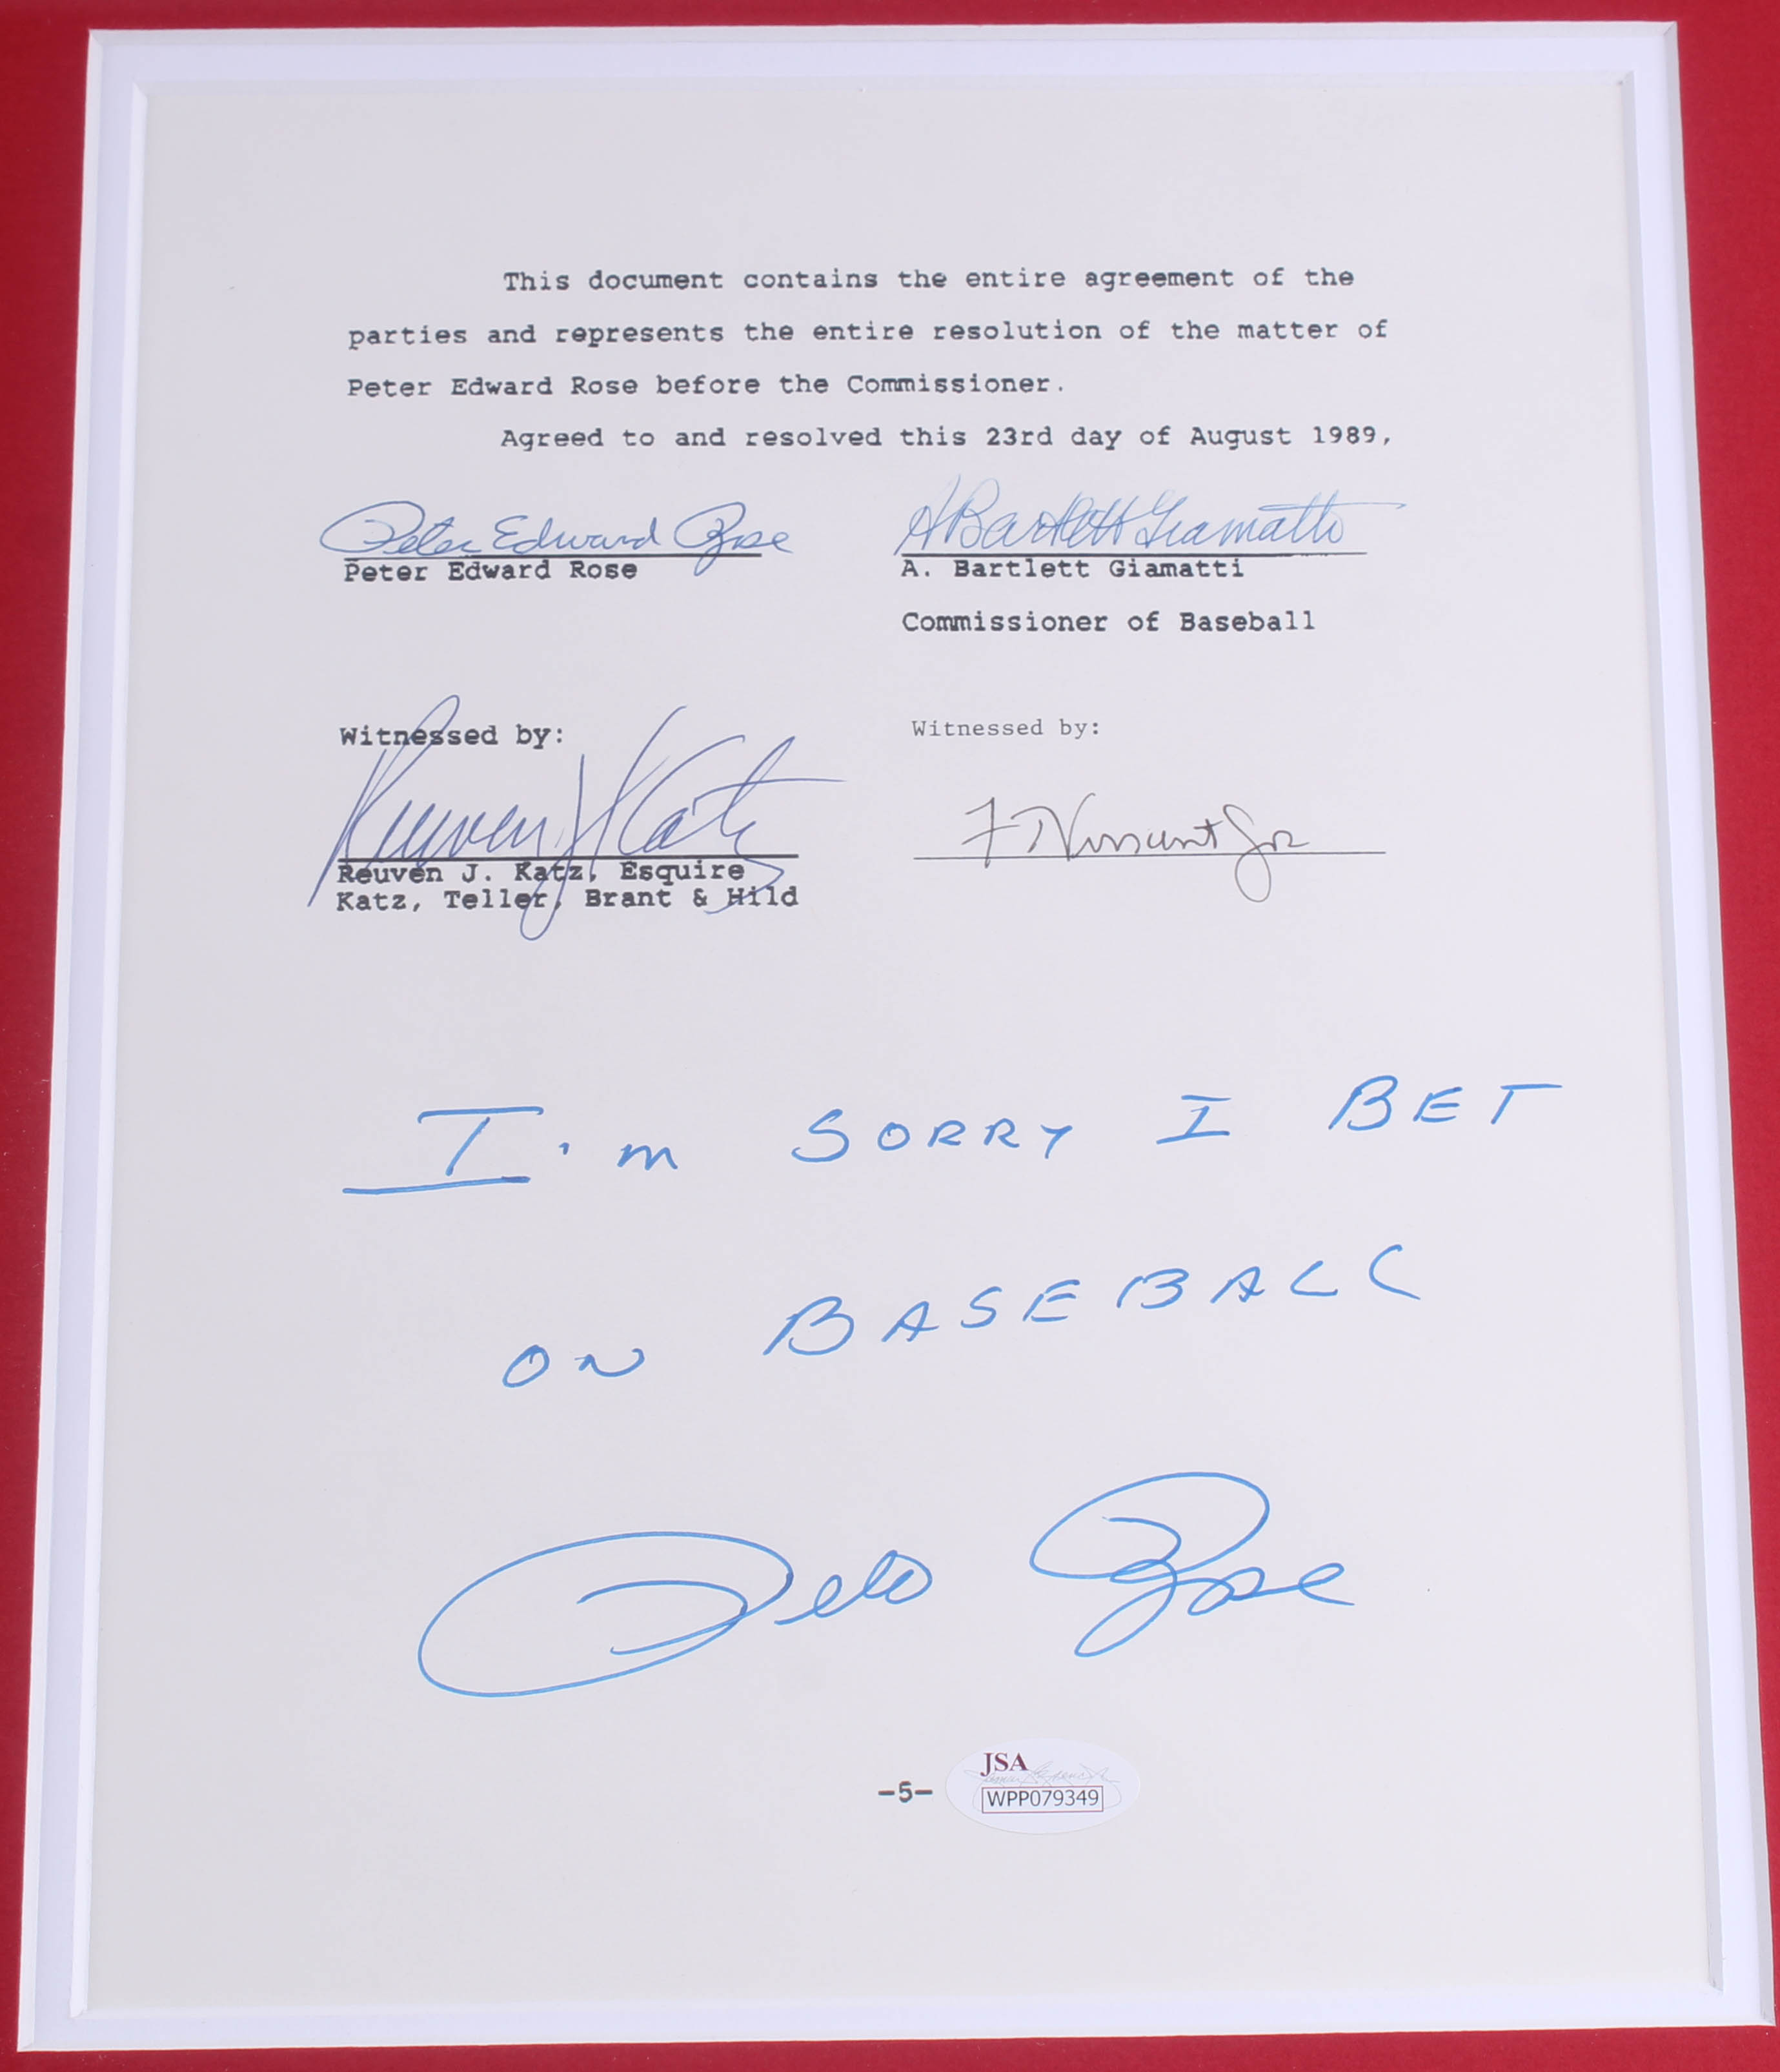 This document contains the entire agreement of the
parties and represents the entire resolution of the matter of
Peter Edward Rose before the Commissioner.
Agreed to and resolved this 23rd day of August 1989,
Peter Edward Rose
A Bartlett Giamatti
Peter Edward Rose
A. Bartlett Giamatti
Commissioner of Baseball
Witnessed by:
Witnessed by:
Reuven J Katz
F T Vincent Jr
Reuven J. Katz, Esquire
Katz, Teller, Brant & Hild
I'm SORRY I BET
ON BASEBALL
Pete Rose
-5-
JSA
WPP079349